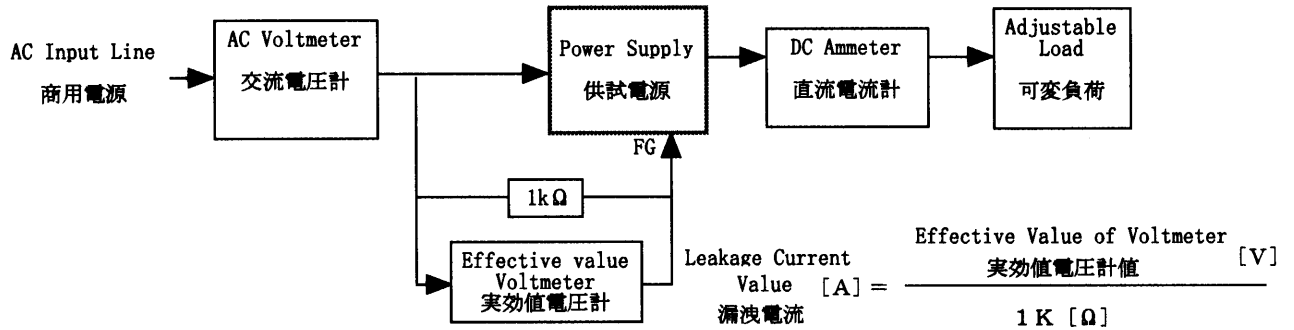 AC Input Line
商用電源
AC Voltmeter
交流電圧計
Power Supply
供試電源
DC Ammeter
直流電流計
Adjustable
Load
可変負荷
FG
1kΩ
Effective value
Voltmeter
実効値電圧計
Leakage Current
Value [A] =
漏洩電流
Effective Value of Voltmeter
実効値電圧計値 [V]
1K [Ω]